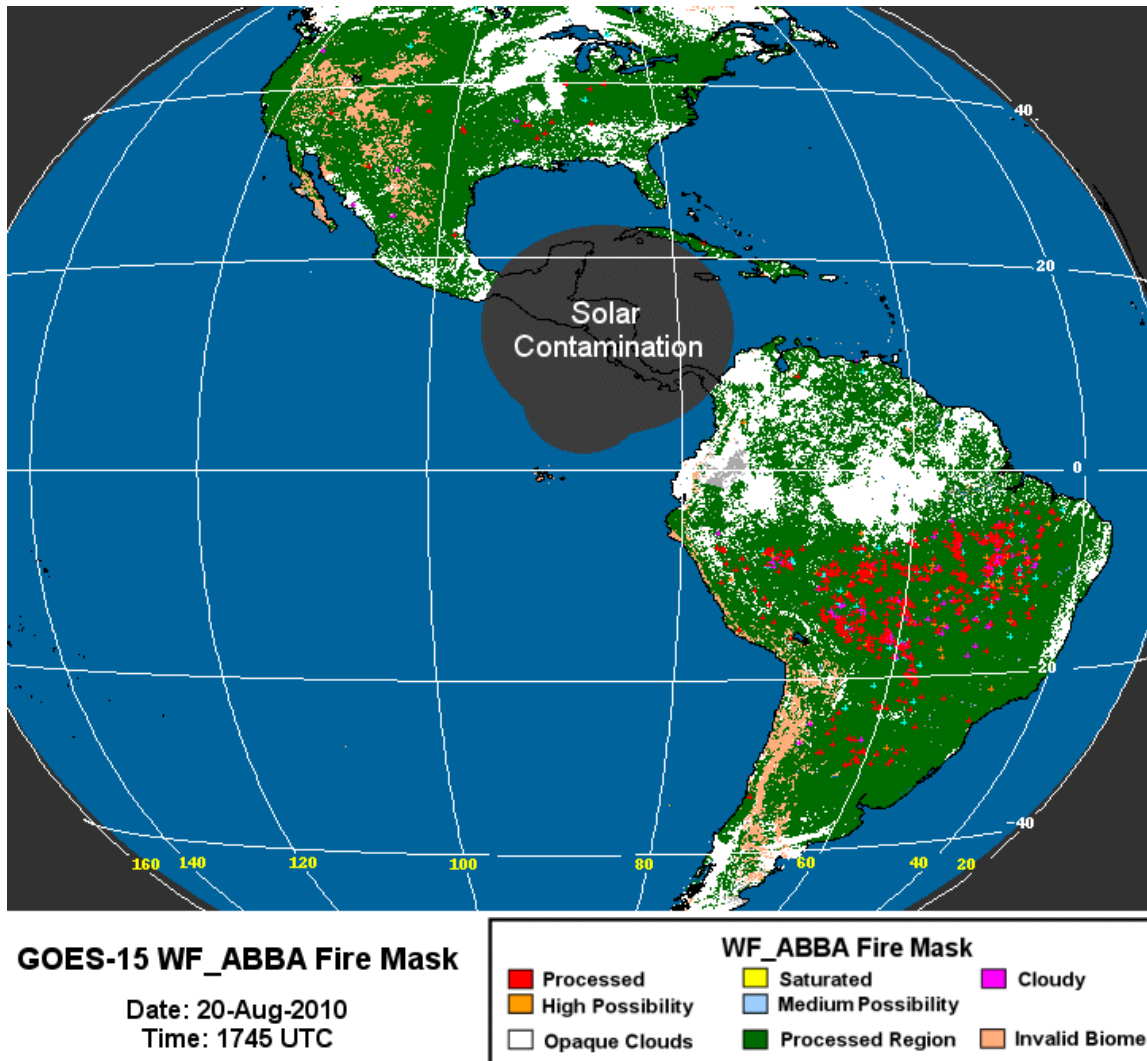 40
20
Solar
Contamination
0
-20
-40
160 140 120 100 80 60 40 20
GOES-15 WF_ABBA Fire Mask
Date: 20-Aug-2010
Time: 1745 UTC
WF_ABBA Fire Mask
Processed Saturated Cloudy
High Possibility Medium Possibility
Opaque Clouds Processed Region Invalid Biome